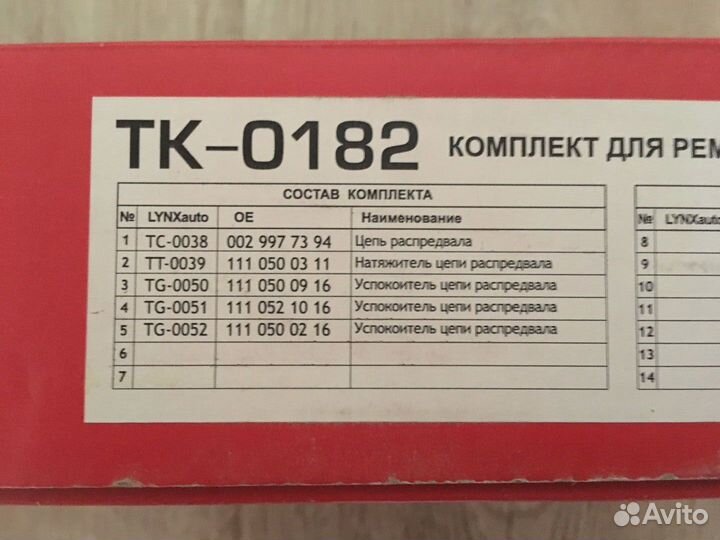 TK-0182 КОМПЛЕКТ ДЛЯ РЕМ
СОСТАВ КОМПЛЕКТА
№ LYNXauto OE Наименование
1 TC-0038 002 997 73 94 Цепь распредвала
2 TT-0039 111 050 03 11 Натяжитель цепи распредвала
3 TG-0050 111 050 09 16 Успокоитель цепи распредвала
4 TG-0051 111 052 10 16 Успокоитель цепи распредвала
5 TG-0052 111 050 02 16 Успокоитель цепи распредвала
6
7
№ LYNXauto
8
9
10
11
12
13
14
Avito